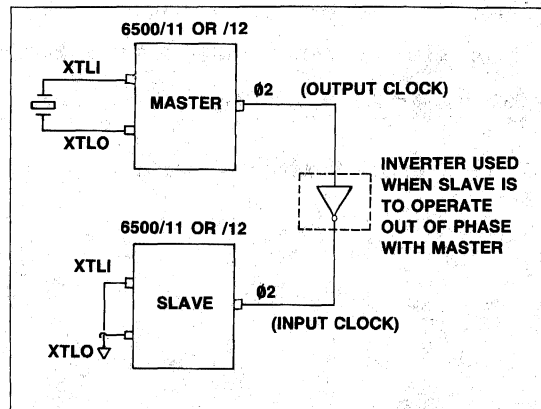 6500/11 OR /12
XTLI
MASTER
Ø2 (OUTPUT CLOCK)
XTLO
INVERTER USED
WHEN SLAVE IS
TO OPERATE
OUT OF PHASE
WITH MASTER
6500/11 OR /12
XTLI
SLAVE
Ø2
(INPUT CLOCK)
XTLO